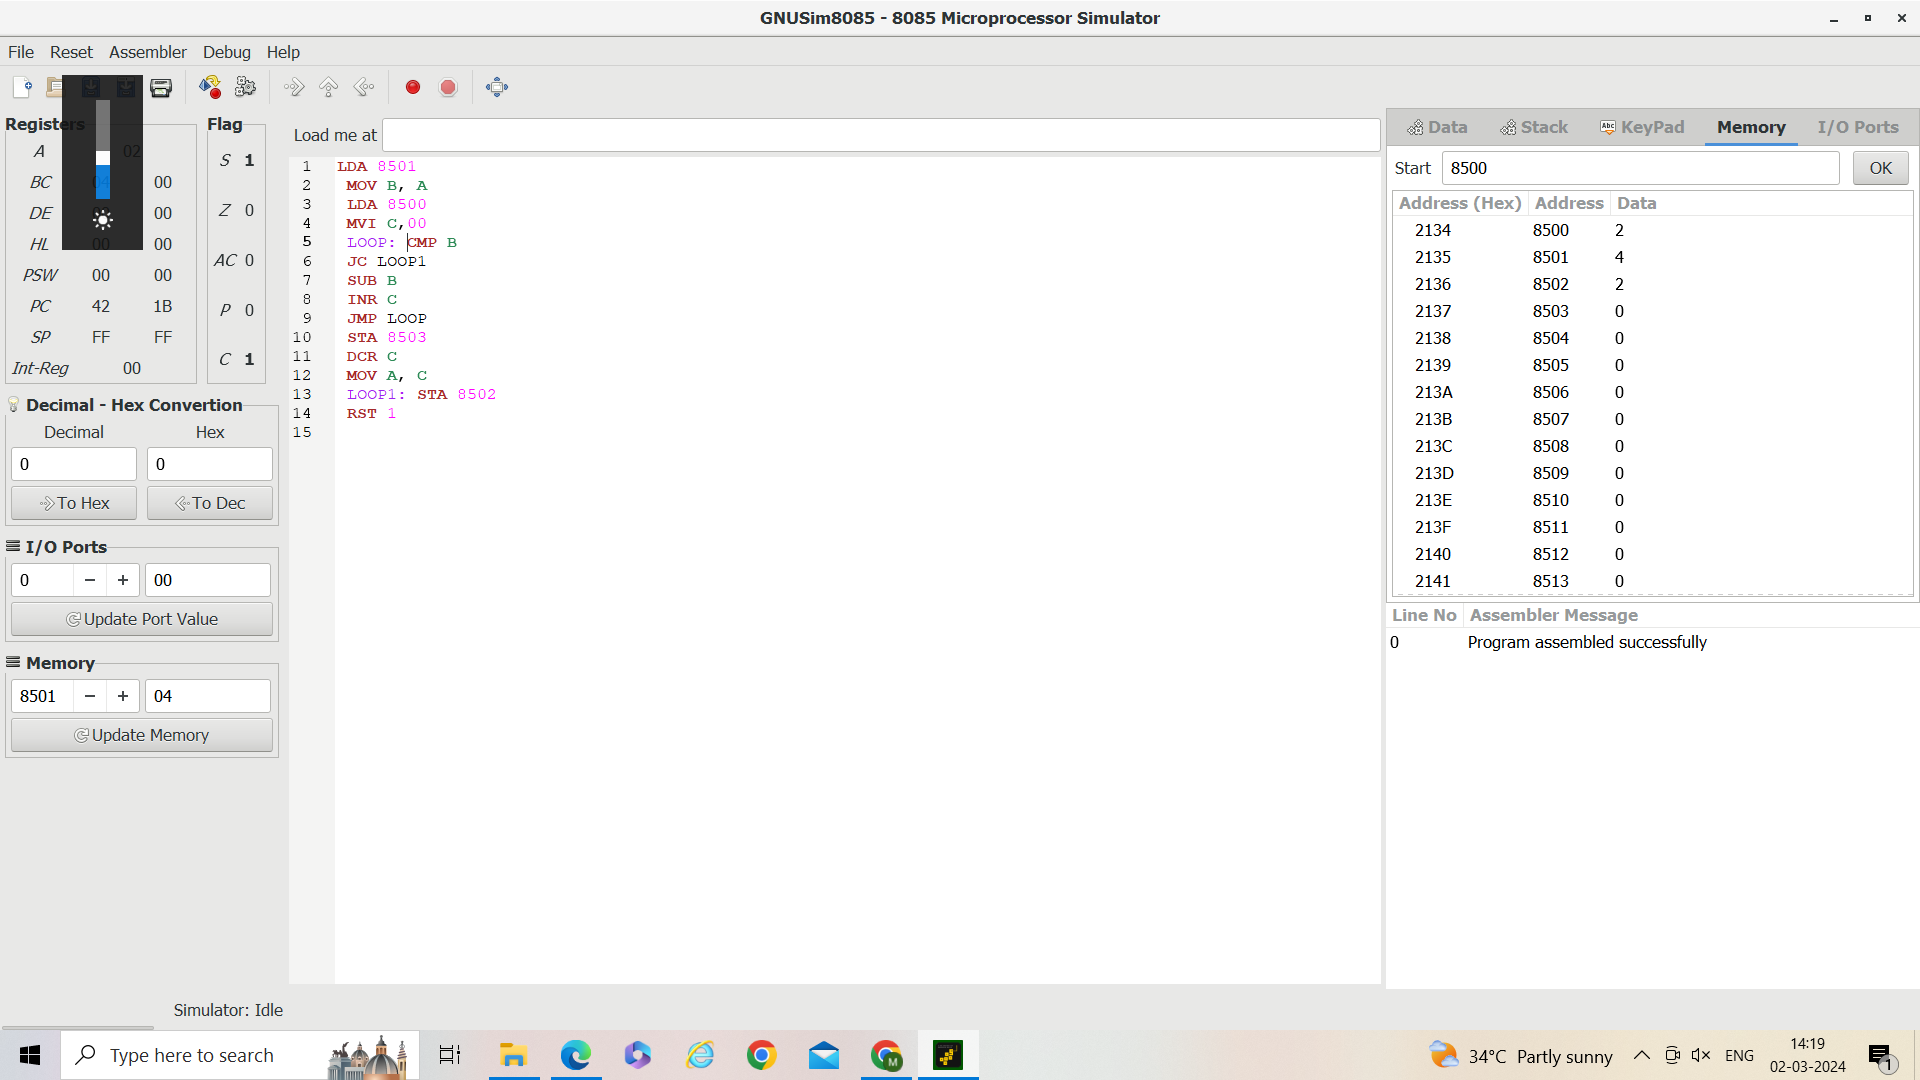 GNUSim8085 - 8085 Microprocessor Simulator
File Reset Assembler Debug Help
Registers
A 02
BC 04 00
DE 00
HL 00 00
PSW 00 00
PC 42 1B
SP FF FF
Int-Reg 00
Flag
S 1
Z 0
AC 0
P 0
C 1
Decimal - Hex Convertion
Decimal Hex
0 0
To Hex To Dec
I/O Ports
0 − + 00
Update Port Value
Memory
8501 − + 04
Update Memory
Load me at
1 LDA 8501
2 MOV B, A
3 LDA 8500
4 MVI C,00
5 LOOP: CMP B
6 JC LOOP1
7 SUB B
8 INR C
9 JMP LOOP
10 STA 8503
11 DCR C
12 MOV A, C
13 LOOP1: STA 8502
14 RST 1
15
Data Stack KeyPad Memory I/O Ports
Start 8500 OK
Address (Hex) Address Data
2134 8500 2
2135 8501 4
2136 8502 2
2137 8503 0
2138 8504 0
2139 8505 0
213A 8506 0
213B 8507 0
213C 8508 0
213D 8509 0
213E 8510 0
213F 8511 0
2140 8512 0
2141 8513 0
Line No Assembler Message
0 Program assembled successfully
Simulator: Idle
Type here to search
34°C Partly sunny
ENG
14:19
02-03-2024
1